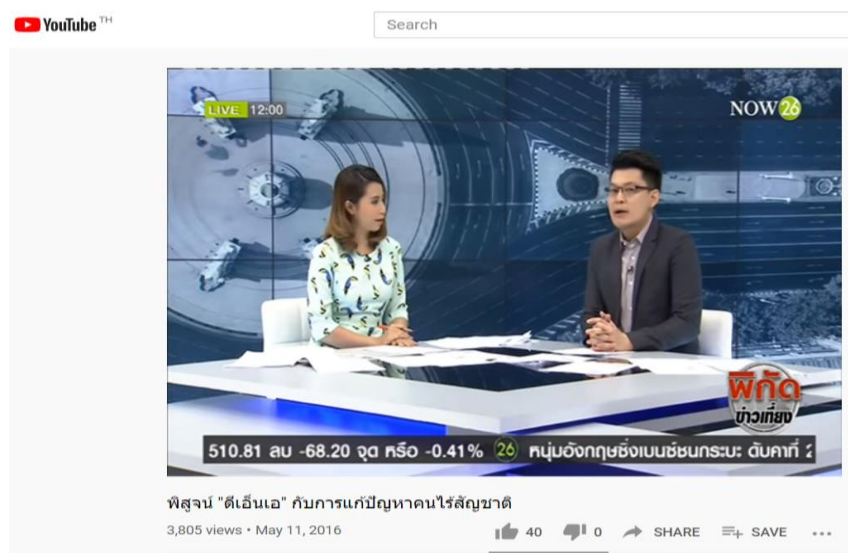 YouTube TH
Search
LIVE 12:00
NOW26
พิกัด
ข่าวเที่ยง
510.81 ลบ -68.20 จุด หรือ -0.41% 26 หนุ่มอังกฤษซิ่งเบนซ์ชนกระบะ ดับคาที่ 2
พิสูจน์ "ดีเอ็นเอ" กับการแก้ปัญหาคนไร้สัญชาติ
3,805 views • May 11, 2016
40
0
SHARE
SAVE